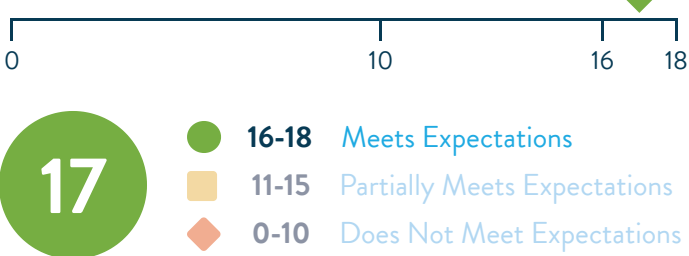 0 10 16 18
17
16-18 Meets Expectations
11-15 Partially Meets Expectations
0-10 Does Not Meet Expectations